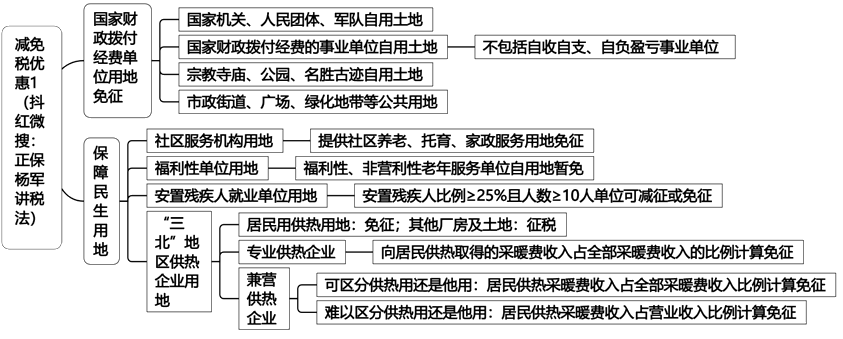 减免
税优
惠1
（抖
红微
搜：
正保
杨军
讲税
法）
国家财
政拨付
经费单
位用地
免征
国家机关、人民团体、军队自用土地
国家财政拨付经费的事业单位自用土地
不包括自收自支、自负盈亏事业单位
宗教寺庙、公园、名胜古迹自用土地
市政街道、广场、绿化地带等公共用地
保
障
民
生
用
地
社区服务机构用地
提供社区养老、托育、家政服务用地免征
福利性单位用地
福利性、非营利性老年服务单位自用地暂免
安置残疾人就业单位用地
安置残疾人比例≥25%且人数≥10人单位可减征或免征
“三
北”地
区供热
企业用
地
居民用供热用地：免征；其他厂房及土地：征税
专业供热企业
向居民供热取得的采暖费收入占全部采暖费收入的比例计算免征
兼营
供热
企业
可区分供热用还是他用：居民供热采暖费收入占全部采暖费收入比例计算免征
难以区分供热用还是他用：居民供热采暖费收入占营业收入比例计算免征